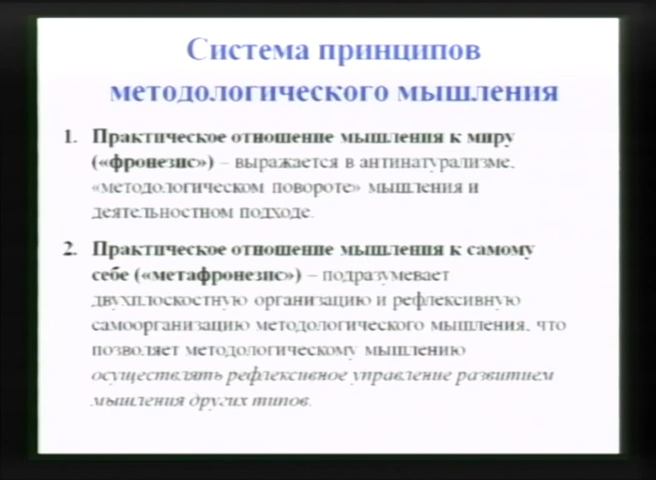 Система принципов
методологического мышления
1. Практическое отношение мышления к миру
(«фронезис») – выражается в антинатурализме,
«методологическом повороте» мышления и
деятельностном подходе.
2. Практическое отношение мышления к самому
себе («метафронезис») – подразумевает
двухплоскостную организацию и рефлексивную
самоорганизацию методологического мышления, что
позволяет методологическому мышлению
осуществлять рефлексивное управление развитием
мышления других типов.